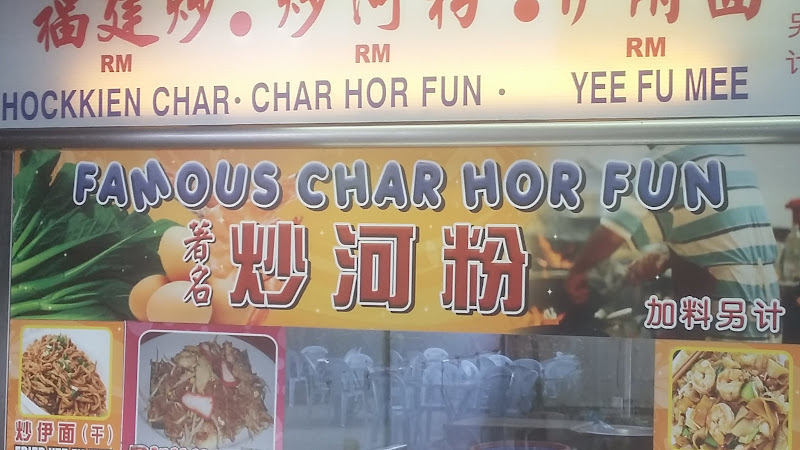 福建炒 • 炒河粉 • 伊府面
RM RM RM
HOCKKIEN CHAR • CHAR HOR FUN • YEE FU MEE
FAMOUS CHAR HOR FUN
著名 炒河粉
加料另计
炒伊面(干)